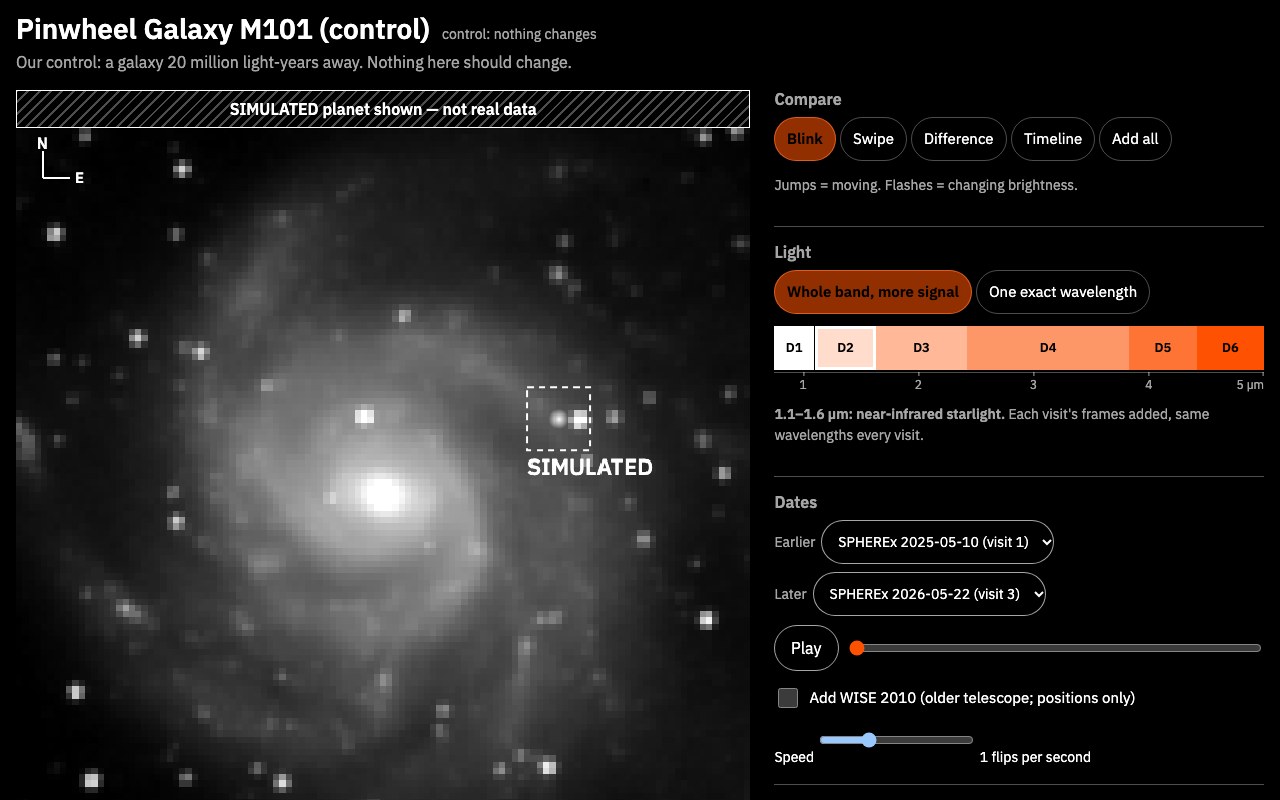 Pinwheel Galaxy M101 (control) control: nothing changes
Our control: a galaxy 20 million light-years away. Nothing here should change.
SIMULATED planet shown — not real data
N
E
SIMULATED
Compare
Blink Swipe Difference Timeline Add all
Jumps = moving. Flashes = changing brightness.
Light
Whole band, more signal One exact wavelength
D1 D2 D3 D4 D5 D6
1 2 3 4 5 µm
1.1–1.6 µm: near-infrared starlight. Each visit's frames added, same
wavelengths every visit.
Dates
Earlier SPHEREx 2025-05-10 (visit 1)
Later SPHEREx 2026-05-22 (visit 3)
Play
Add WISE 2010 (older telescope; positions only)
Speed 1 flips per second